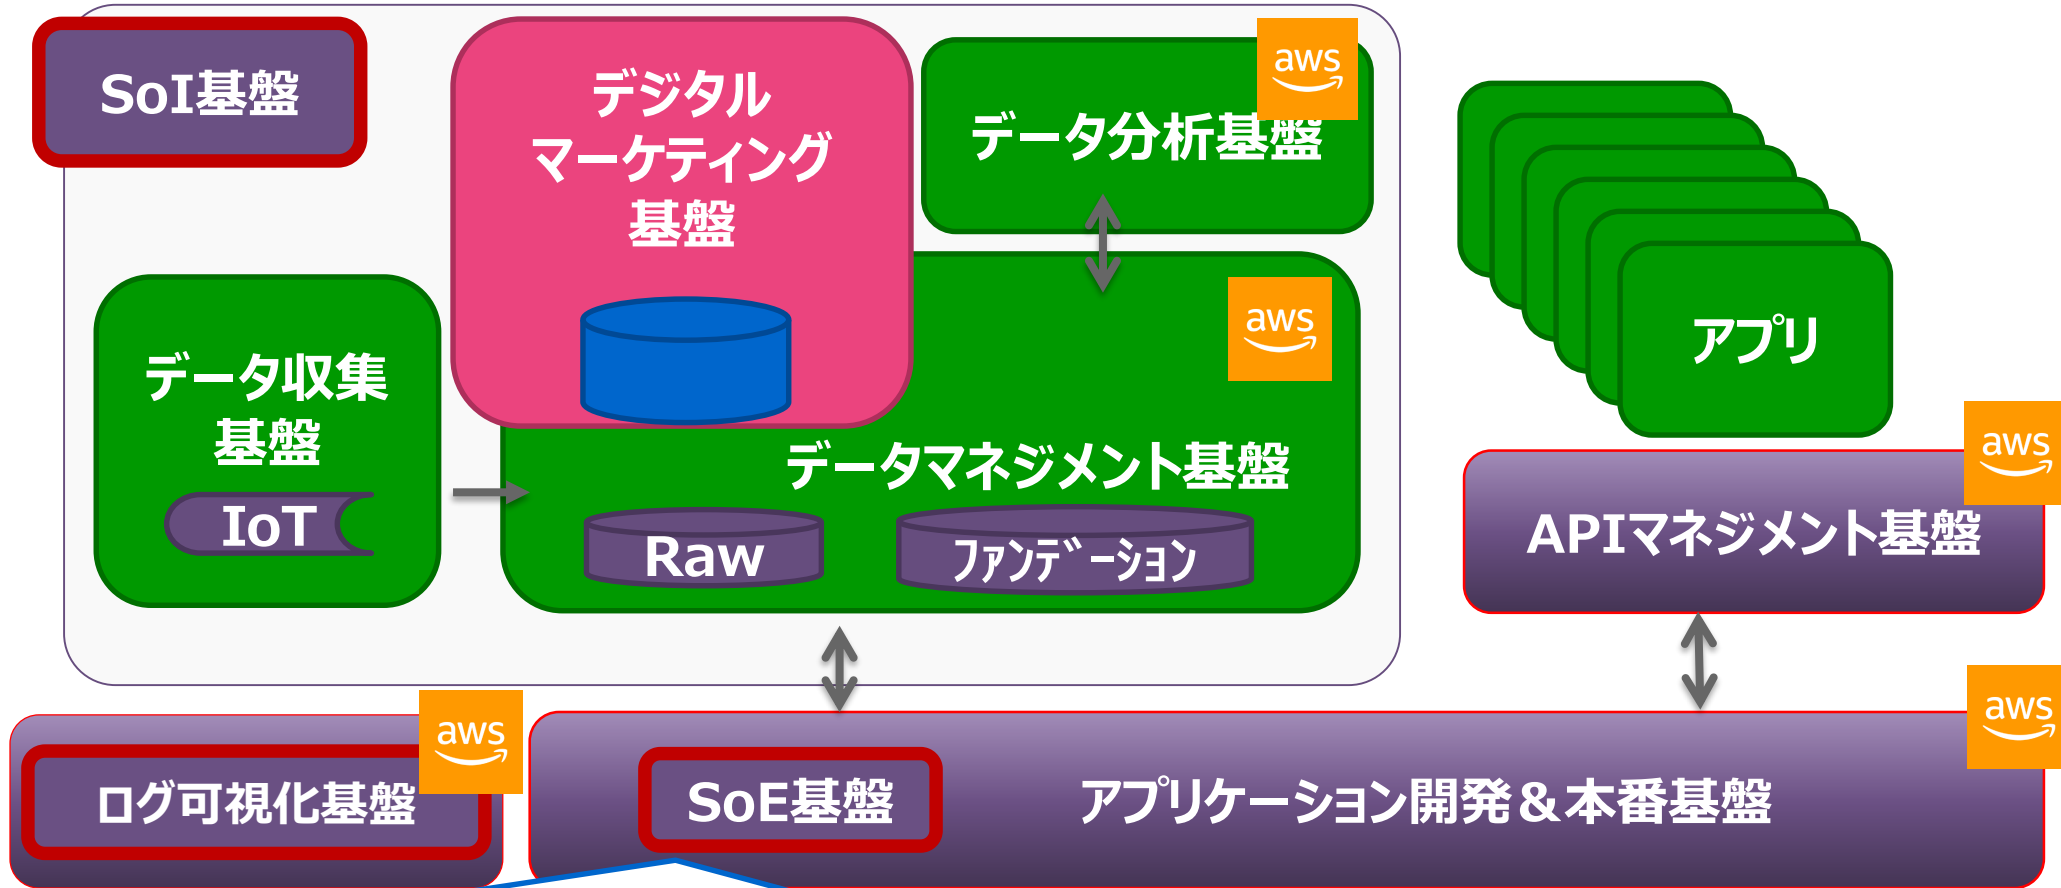 SoI基盤
デジタル
マーケティング
基盤
aws
データ分析基盤
データ収集
基盤
IoT
aws
データマネジメント基盤
Raw
ﾌｧﾝﾃﾞｰｼｮﾝ
アプリ
aws
APIマネジメント基盤
aws
ログ可視化基盤
SoE基盤
アプリケーション開発＆本番基盤
aws